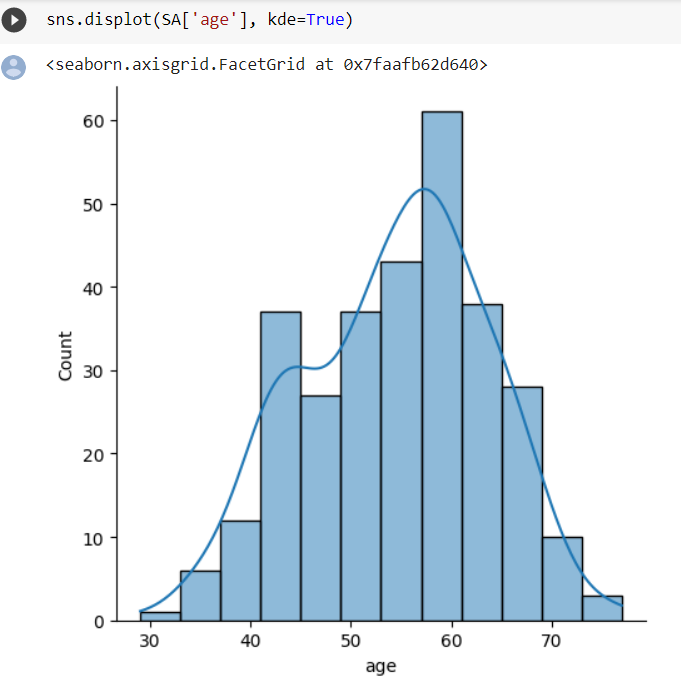 sns.displot(SA['age'], kde=True)
<seaborn.axisgrid.FacetGrid at 0x7faafb62d640>
60
50
40
30
20
10
0
Count
30 40 50 60 70
age